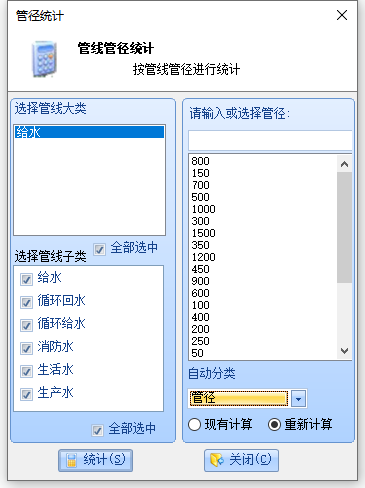 管径统计
管线管径统计
按管线管径进行统计
选择管线大类
给水
全部选中
选择管线子类
给水
循环回水
循环给水
消防水
生活水
生产水
全部选中
请输入或选择管径:
800
150
700
500
1000
300
1500
350
1200
450
900
600
100
400
200
250
50
自动分类
管径
现有计算
重新计算
统计(S)
关闭(C)